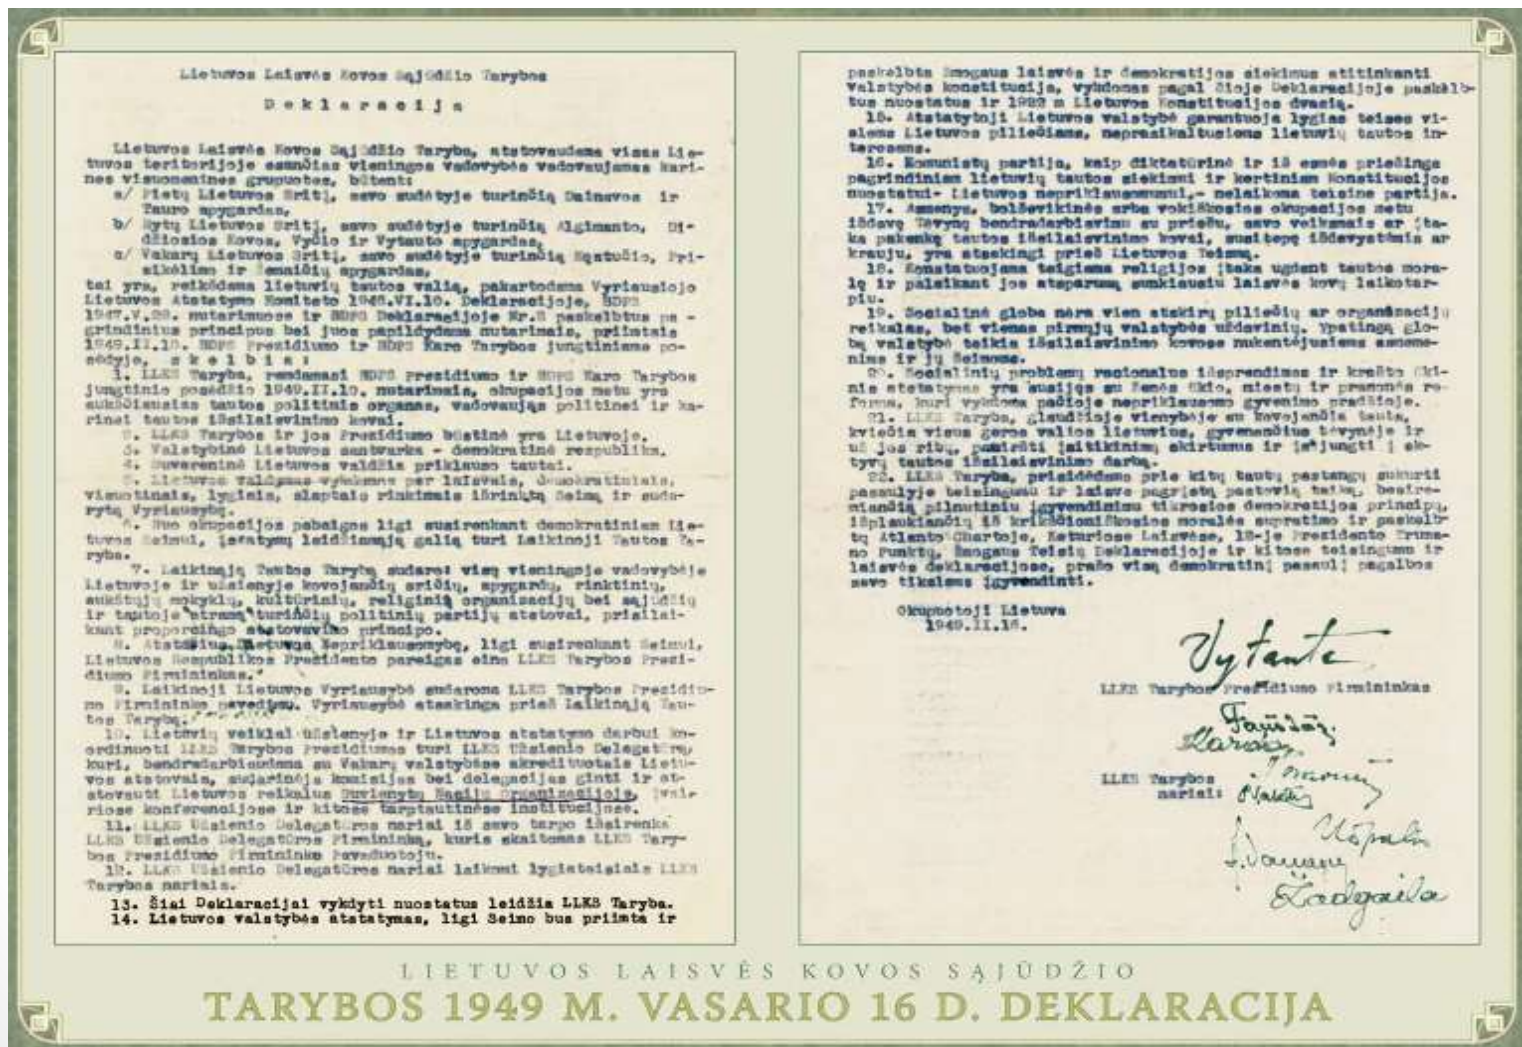 Lietuvos Laisvės Kovos Sąjūdžio Tarybos
Deklaracija
Lietuvos Laisvės Kovos Sąjūdžio Taryba, atstovaudama visas Lie-
tuvos teritorijoje esančias vieningos vadovybės vadovaujamas kari-
nes visuomenines grupuotes, būtent:
a/ Pietų Lietuvos Sritį, savo sudėtyje turinčią Dainavos ir
Tauro apygardas,
b/ Rytų Lietuvos Sritį, savo sudėtyje turinčią Algimanto, Di-
džiosios Kovos, Vyčio ir Vytauto apygardas,
c/ Vakarų Lietuvos Sritį, savo sudėtyje turinčią Kęstučio, Pri-
sikėlimo ir Žemaičių apygardas,
tai yra, reikšdama lietuvių tautos valią, pakartodama Vyriausiojo
Lietuvos Atstatymo Komiteto 1946.VI.10. Deklaracijoje, BDPS
1947.V.28. nutarimuose ir BDPS Deklaracijoje Nr.2 paskelbtus pa-
grindinius principus bei juos papildydama nutarimais, priimtais
1949.II.10. BDPS Prezidiumo ir BDPS Karo Tarybos jungtiniame po-
sėdyje, skelbia:
1. LLKS Taryba, remdamasi BDPS Prezidiumo ir BDPS Karo Tarybos
jungtinio posėdžio 1949.II.10. nutarimais, okupacijos metu yra
aukščiausias tautos politinis organas, vadovaująs politinei ir ka-
rinei tautos išsilaisvinimo kovai.
2. LLKS Tarybos ir jos Prezidiumo būstinė yra Lietuvoje.
3. Valstybinė Lietuvos santvarka - demokratinė respublika.
4. Suvereninė Lietuvos valdžia priklauso tautai.
5. Lietuvos valdymas vykdomas per laisvais, demokratiniais,
visuotinais, lygiais, slaptais rinkimais išrinktą Seimą ir suda-
rytą Vyriausybę.
6. Nuo okupacijos pabaigos ligi susirenkant demokratiniam Lie-
tuvos Seimui, įstatymų leidžiamąją galią turi Laikinoji Tautos Ta-
ryba.
7. Laikinąją Tautos Tarybą sudaro: visų vieningoje vadovybėje
Lietuvoje ir užsienyje kovojančių sričių, apygardų, rinktinių,
aukštųjų mokyklų, kultūrinių, religinių organizacijų bei sąjūdžių
ir tautoje atramą turinčių politinių partijų atstovai, prisilai-
kant proporcingo atstovavimo principo.
8. Atstačius Lietuvos Nepriklausomybę, ligi susirenkant Seimui,
Lietuvos Respublikos Prezidento pareigas eina LLKS Tarybos Prezi-
diumo Pirmininkas.
9. Laikinoji Lietuvos Vyriausybė sudaroma LLKS Tarybos Prezidiu-
mo Pirmininko pavedimu. Vyriausybė atskinga prieš Laikinąją Tau-
tos Tarybą.
10. Lietuvių veiklai užsienyje ir Lietuvos atstatymo darbui ko-
ordinuoti LLKS Tarybos Prezidiumas turi LLKS Užsienio Delegatūrą,
kuri, bendradarbiaudama su Vakarų valstybėse akredituotais Lietu-
vos atstovais, sudarinėja komisijas bei delegacijas ginti ir at-
stovauti Lietuvos reikalus Suvienytų Nacijų organizacijoje, įvai-
riose konferencijose ir kitose tarptautinėse institucijose.
11. LLKS Užsienio Delegatūros nariai iš savo tarpo išsirenka
LLKS Užsienio Delegatūros Pirmininką, kuris skaitomas LLKS Tary-
bos Prezidiumo Pirmininko Pavaduotoju.
12. LLKS Užsienio Delegatūros nariai laikomi lygiateisiais LLKS
Tarybos nariais.
13. Šiai Deklaracijai vykdyti nuostatus leidžia LLKS Taryba.
14. Lietuvos valstybės atstatymas, ligi Seimo bus priimta ir
paskelbta žmogaus laisvės ir demokratijos siekimus atitinkanti
valstybės konstitucija, vykdomas pagal šioje Deklaracijoje paskelb-
tus nuostatus ir 1922 m Lietuvos Konstitucijos dvasią.
15. Atstatytoji Lietuvos valstybė garantuoja lygias teises vi-
siems Lietuvos piliečiams, neprasikaltusiems lietuvių tautos in-
teresams.
16. Komunistų partija, kaip diktatūrinė ir iš esmės priešinga
pagrindiniam lietuvių tautos siekimui ir kertiniam Konstitucijos
nuostatui- Lietuvos nepriklausomumui,- nelaikoma teisine partija.
17. Asmenys, bolševikinės arba vokiškosios okupacijos metu
išdavę Tėvynę bendradarbiavimu su priešu, savo veiksmais ar įta-
ka pakenkę tautos išsilaisvinimo kovai, susitepę išdavystėmis ar
krauju, yra atsakingi prieš Lietuvos Teismą.
18. Konstatuojama teigiama religijos įtaka ugdant tautos mora-
lę ir palaikant jos atsparumą sunkiausiu laisvės kovų laikotar-
piu.
19. Socialinė globa nėra vien atskirų piliečių ar organizacijų
reikalas, bet vienas pirmųjų valstybės uždavinių. Ypatingą glo-
bą valstybė teikia išsilaisvinimo kovose nukentėjusiems asmeme-
nims ir jų šeimoms.
20. Socialinių problemų racionalus išsprendimas ir krašto ūki-
nis atstatymas yra susijęs su žemės ūkio, miestų ir pramonės re-
forma, kuri vykdoma pačioje nepriklausomo gyvenimo pradžioje.
21. LLKS Taryba, glaudžioje vienybėje su kovojančia tauta,
kviečia visus geros valios lietuvius, gyvenančius tėvynėje ir
už jos ribų, pamiršti įsitikinimų skirtumus ir įsijungti į ak-
tyvų tautos išsilaisvinimo darbą.
22. LLKS Taryba, prisidėdama prie kitų tautų pastangų sukurti
pasaulyje teisingumu ir laisve pagrįstą pastovią taiką, besire-
miančią pilnutiniu įgyvendinimu tikrosios demokratijos principų,
išplaukiančių iš krikščioniškosios moralės supratimo ir paskelb-
tų Atlanto Chartoje, Keturiose Laisvėse, 12-je Prezidento Truma-
no Punktų, Žmogaus Teisių Deklaracijoje ir kitose teisingumo ir
laisvės deklaracijose, prašo visą demokratinį pasaulį pagalbos
savo tikslams įgyvendinti.
Okupuotoji Lietuva
1949.II.16.
LLKS Tarybos Prezidiumo Pirmininkas
Faustas
LLKS Tarybos
nariai:
Žadgaila
LIETUVOS LAISVĖS KOVOS SĄJŪDŽIO
TARYBOS 1949 M. VASARIO 16 D. DEKLARACIJA